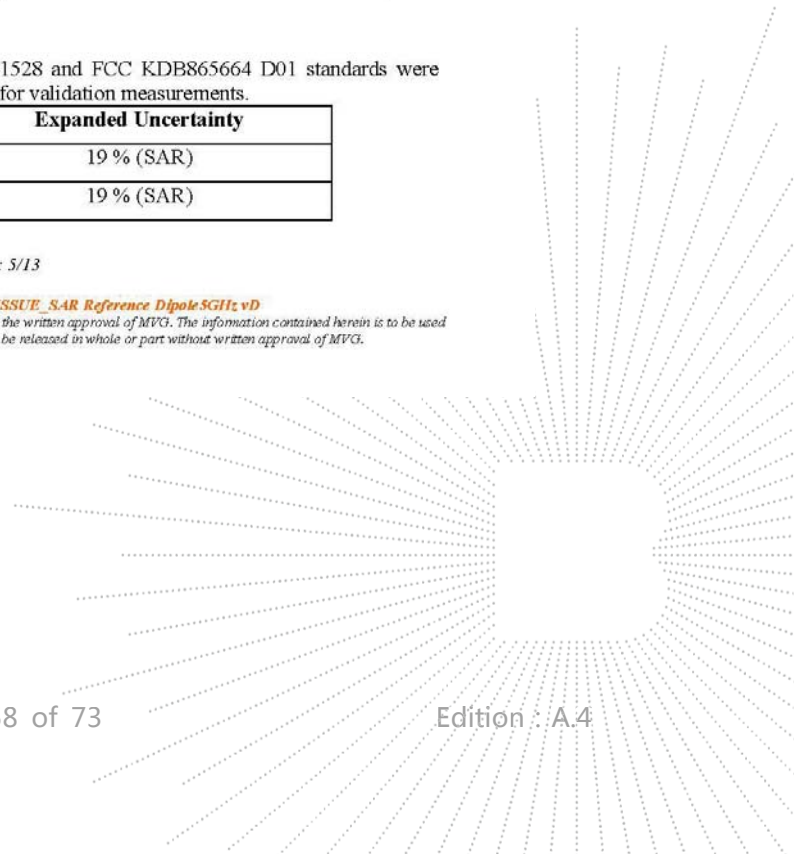 1528 and FCC KDB865664 D01 standards were
for validation measurements.
Expanded Uncertainty
19 % (SAR)
19 % (SAR)
: 5/13
SSUE_SAR Reference Dipole5GHz vD
the written approval of MVG. The information contained herein is to be used
be released in whole or part without written approval of MVG.
8 of 73
Edition : A.4